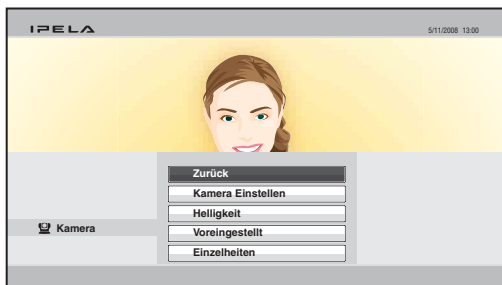 IPELA
5/11/2008 13:00
Zurück
Kamera Einstellen
Helligkeit
Kamera
Voreingestellt
Einzelheiten